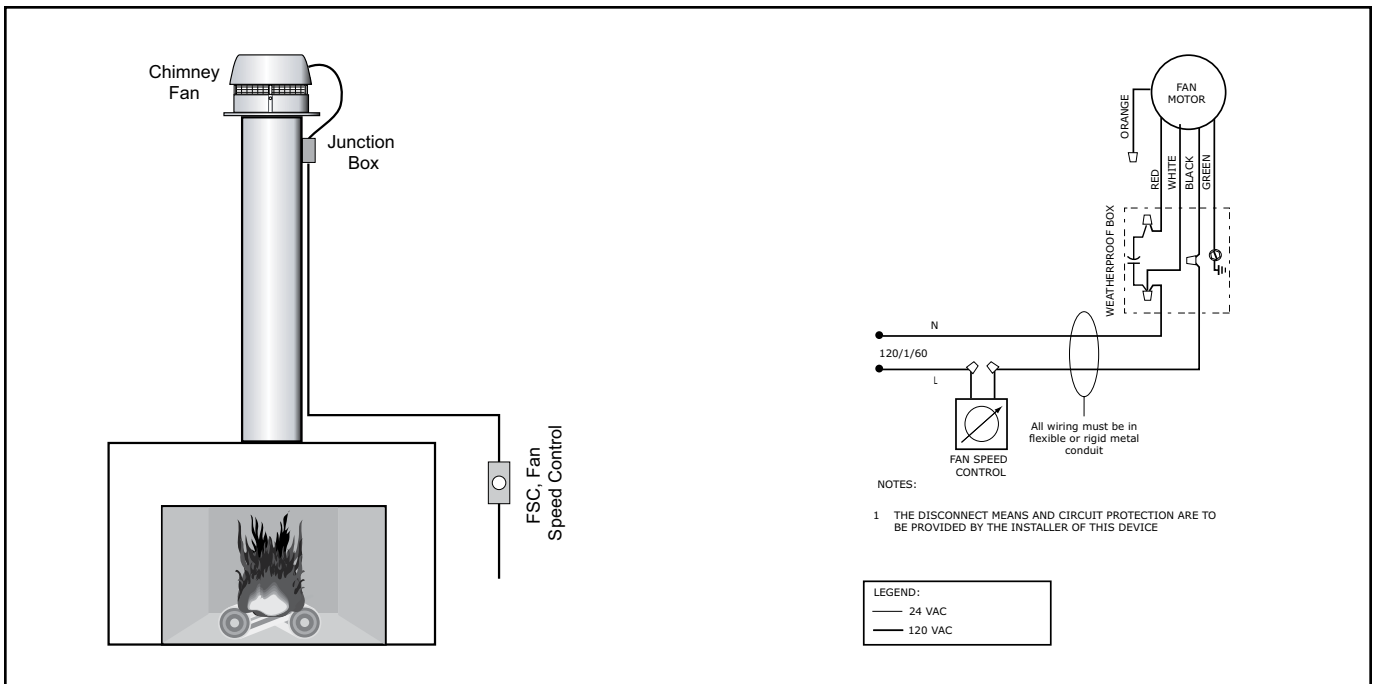 Chimney
Fan
Junction
Box
FSC, Fan
Speed Control
FAN
MOTOR
ORANGE
RED
WHITE
BLACK
GREEN
WEATHERPROOF BOX
N
120/1/60
L
FAN SPEED
CONTROL
All wiring must be in
flexible or rigid metal
conduit
NOTES:
1 THE DISCONNECT MEANS AND CIRCUIT PROTECTION ARE TO
BE PROVIDED BY THE INSTALLER OF THIS DEVICE
LEGEND:
24 VAC
120 VAC